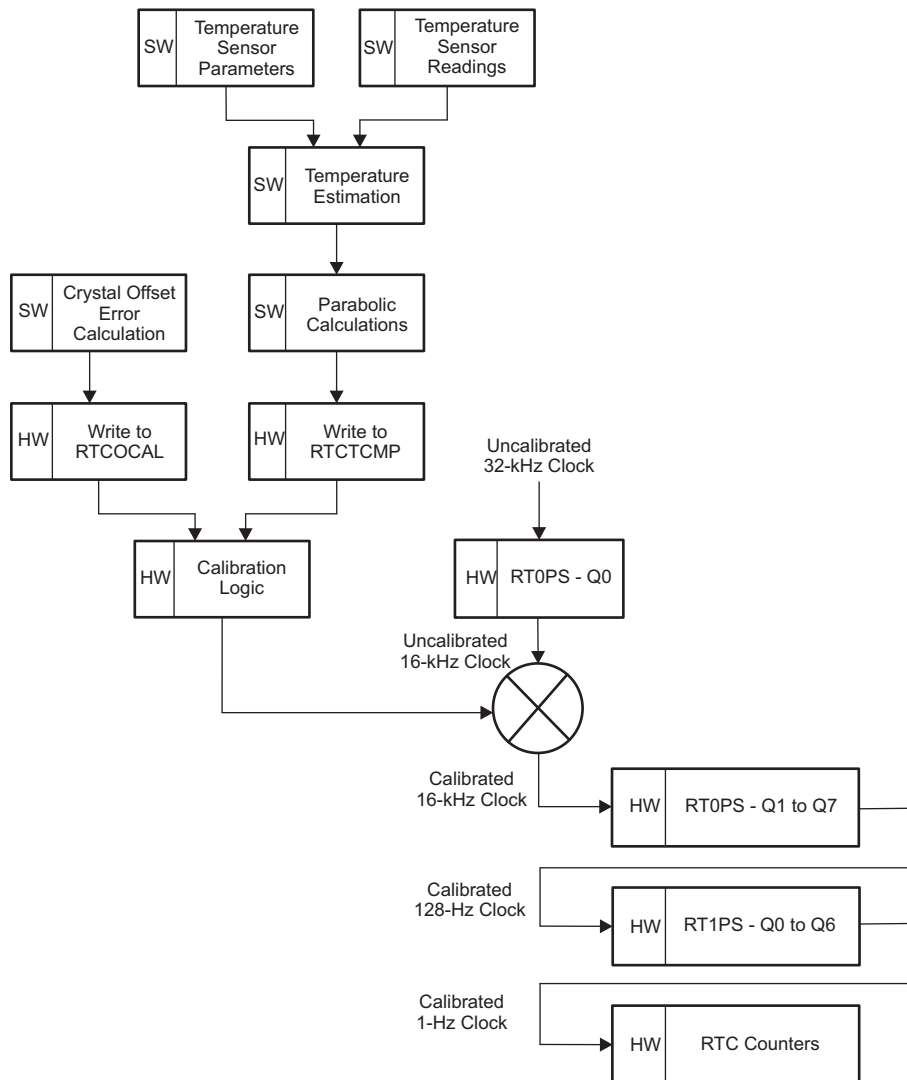 SW
Temperature
Sensor
Parameters
SW
Temperature
Sensor
Readings
SW
Temperature
Estimation
SW
Crystal Offset
Error
Calculation
SW
Parabolic
Calculations
HW
Write to
RTCOCAL
HW
Write to
RTCTCMP
Uncalibrated
32-kHz Clock
HW
Calibration
Logic
HW
RT0PS - Q0
Uncalibrated
16-kHz Clock
Calibrated
16-kHz Clock
HW
RT0PS - Q1 to Q7
Calibrated
128-Hz Clock
HW
RT1PS - Q0 to Q6
Calibrated
1-Hz Clock
HW
RTC Counters